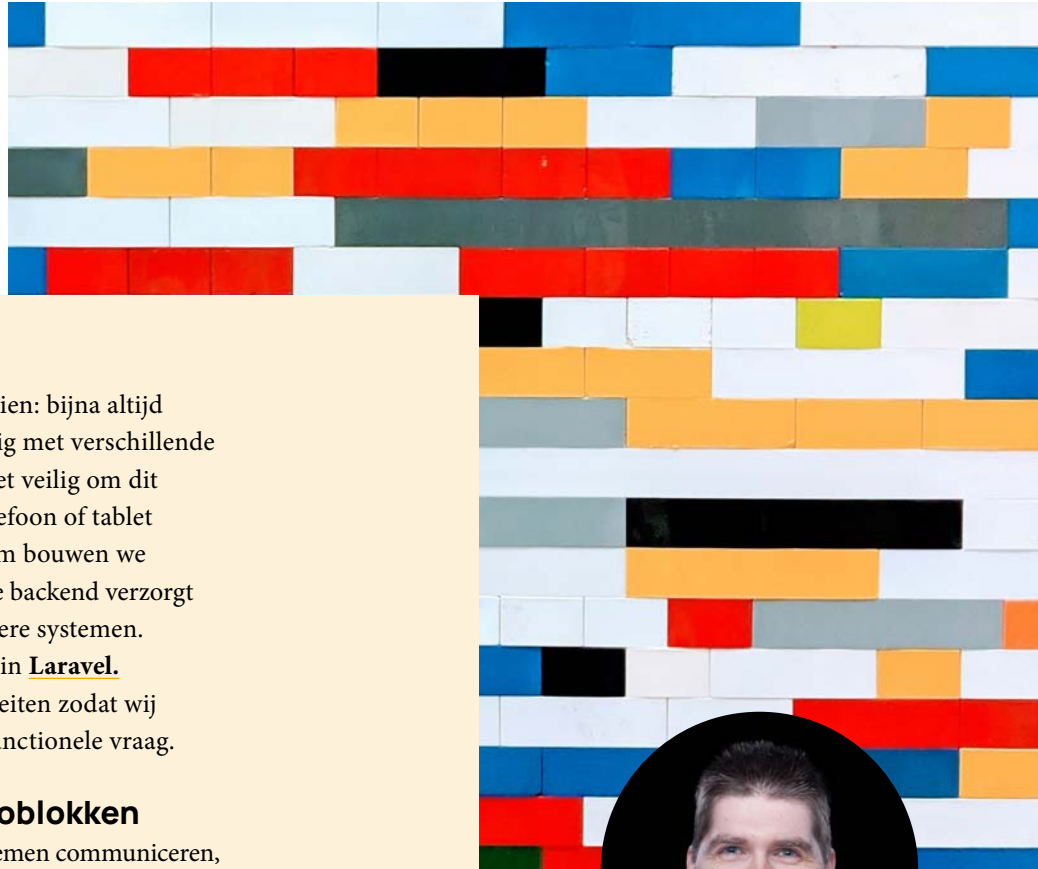 ien: bijna altijd
ig met verschillende
et veilig om dit
efoon of tablet
m bouwen we
e backend verzorgt
ere systemen.
in Laravel.
eiten zodat wij
unctionele vraag.
oblokken
emen communiceren,